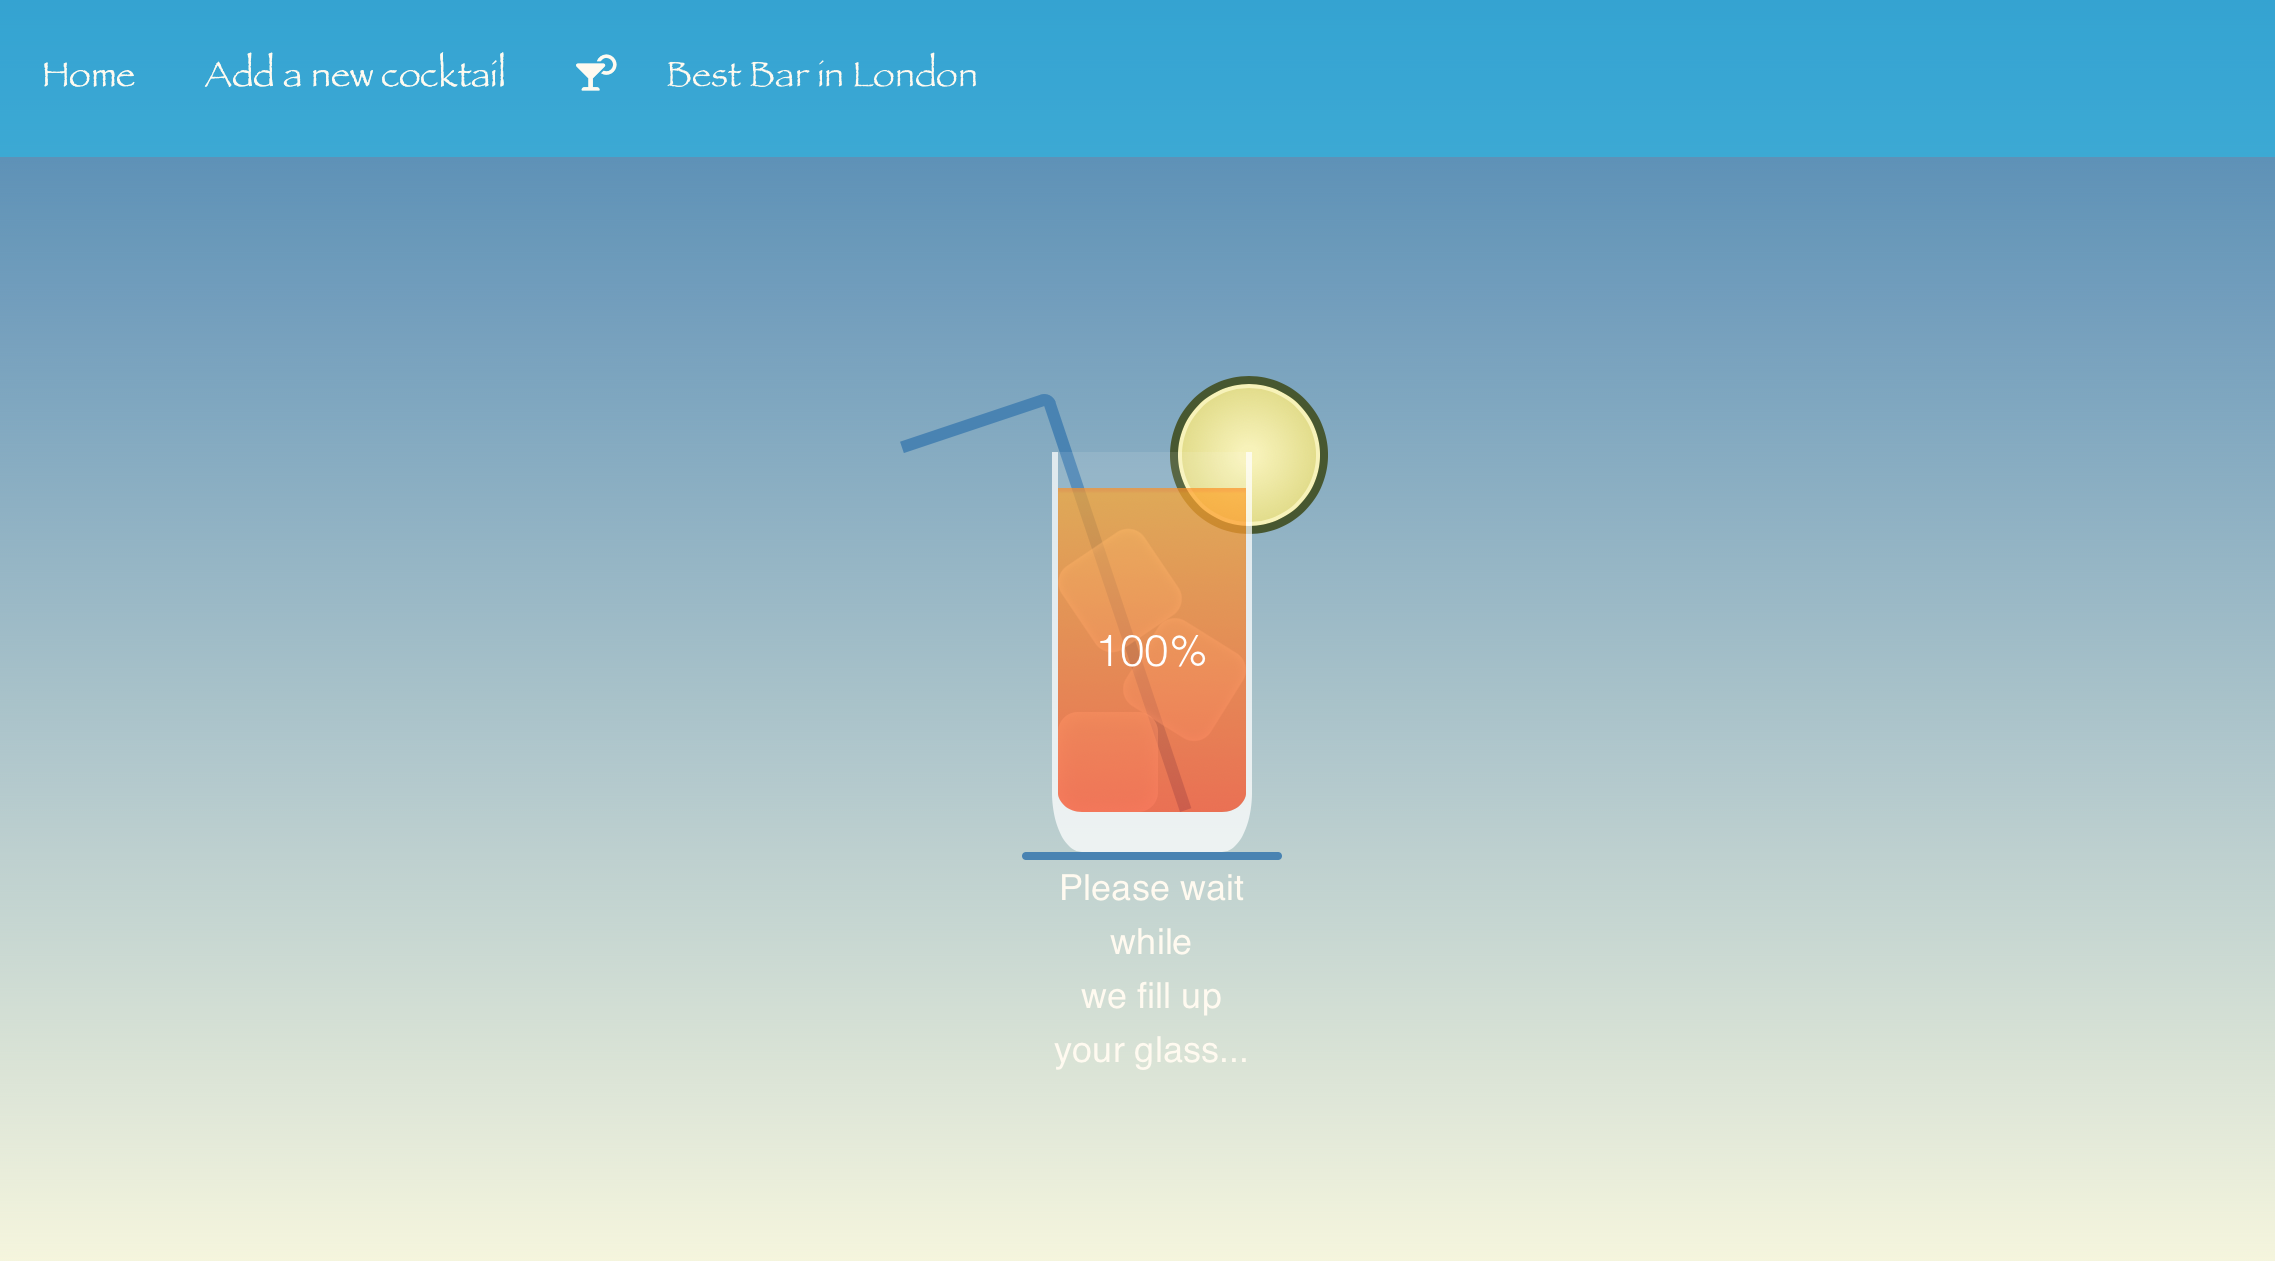 Home Add a new cocktail Best Bar in London
100%
Please wait
while
we fill up
your glass...